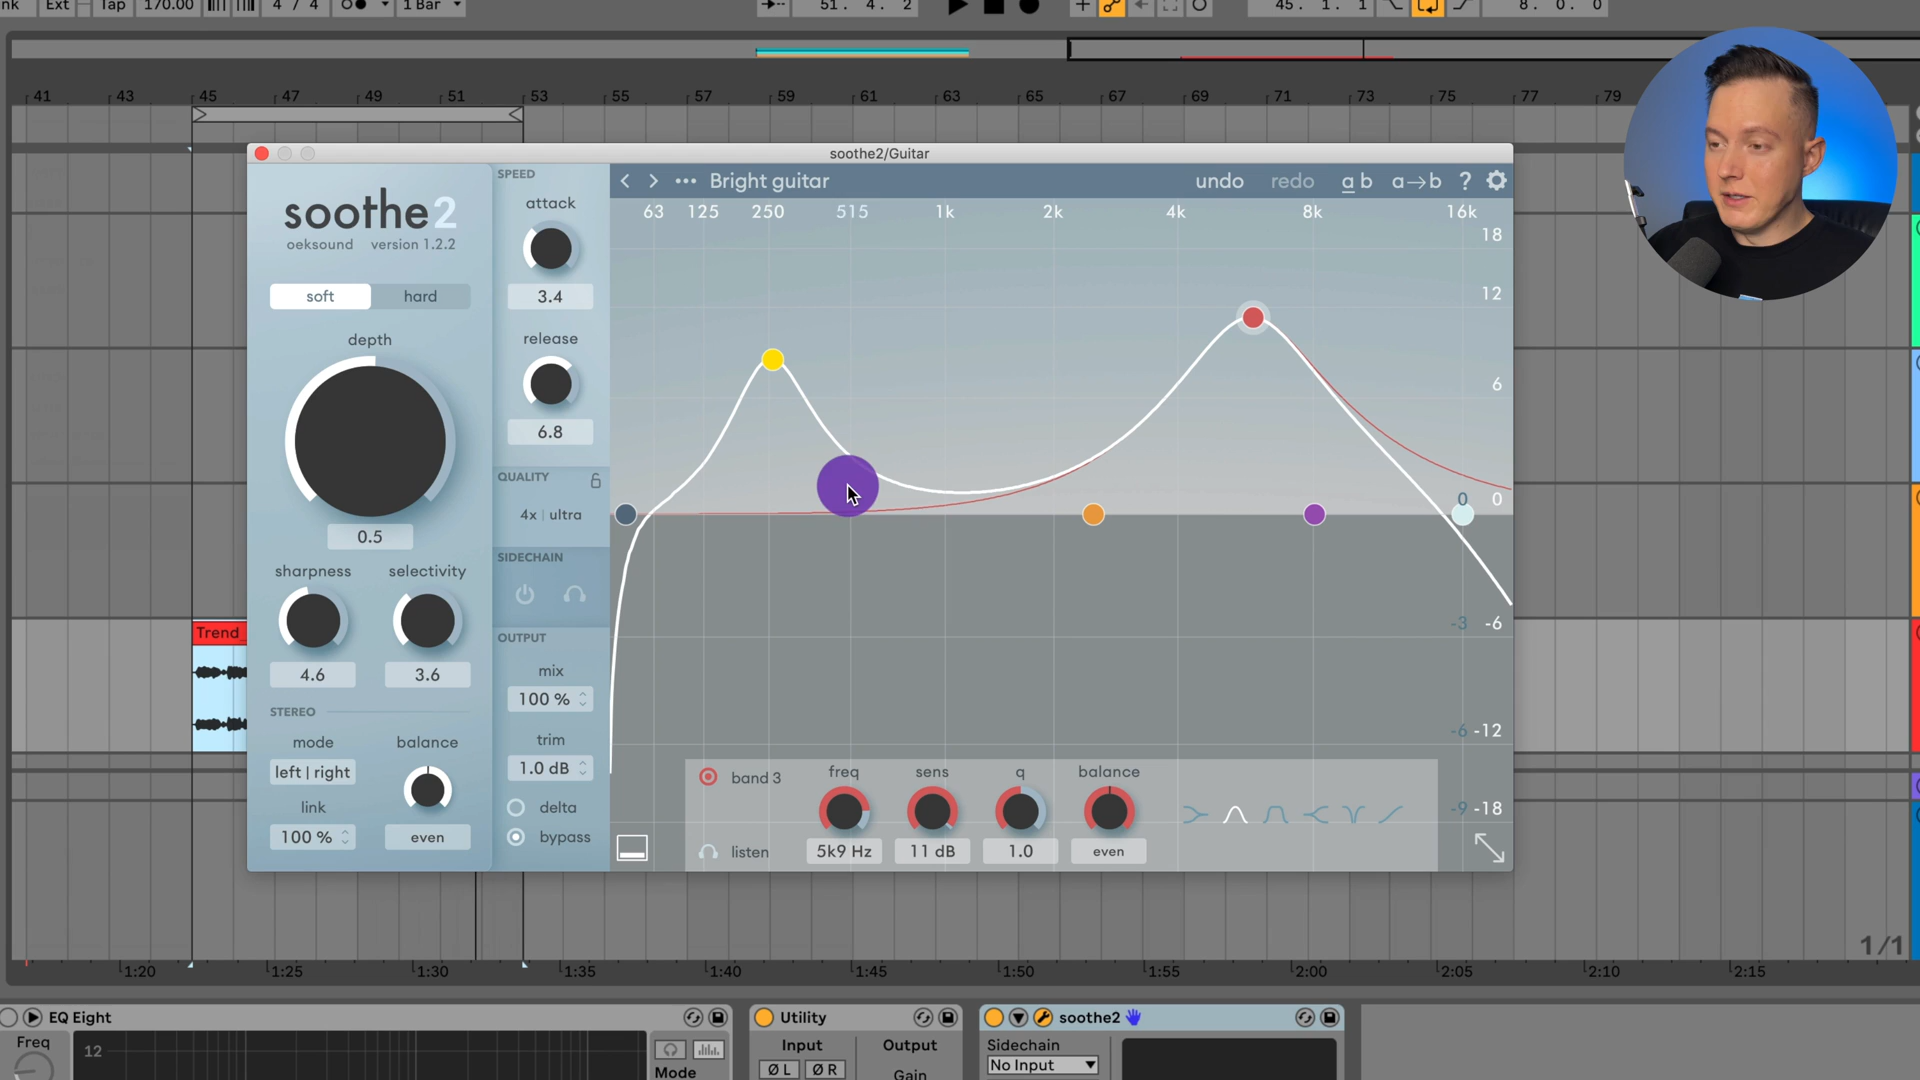 nk Ext Tap 170.00 4 / 4 1 Bar 51. 4. 2 45. 1. 1 8. 0. 0
41 43 45 47 49 51 53 55 57 59 61 63 65 67 69 71 73 75 77 79
soothe2/Guitar
soothe2
oeksound version 1.2.2
soft hard
depth
0.5
sharpness selectivity
4.6 3.6
STEREO
mode balance
left | right
link
100 % even
SPEED
attack
3.4
release
6.8
QUALITY
4x | ultra
SIDECHAIN
OUTPUT
mix
100 %
trim
1.0 dB
delta
bypass
Bright guitar undo redo a b a→b ?
63 125 250 515 1k 2k 4k 8k 16k
18
12
6
0 0
-3 -6
-6 -12
-9 -18
band 3 freq sens q balance
listen 5k9 Hz 11 dB 1.0 even
Trend
1/1
1:20 1:25 1:30 1:35 1:40 1:45 1:50 1:55 2:00 2:05 2:10 2:15
EQ Eight Utility soothe2
Freq 12 Input Output Sidechain
Mode Ø L Ø R Gain No Input